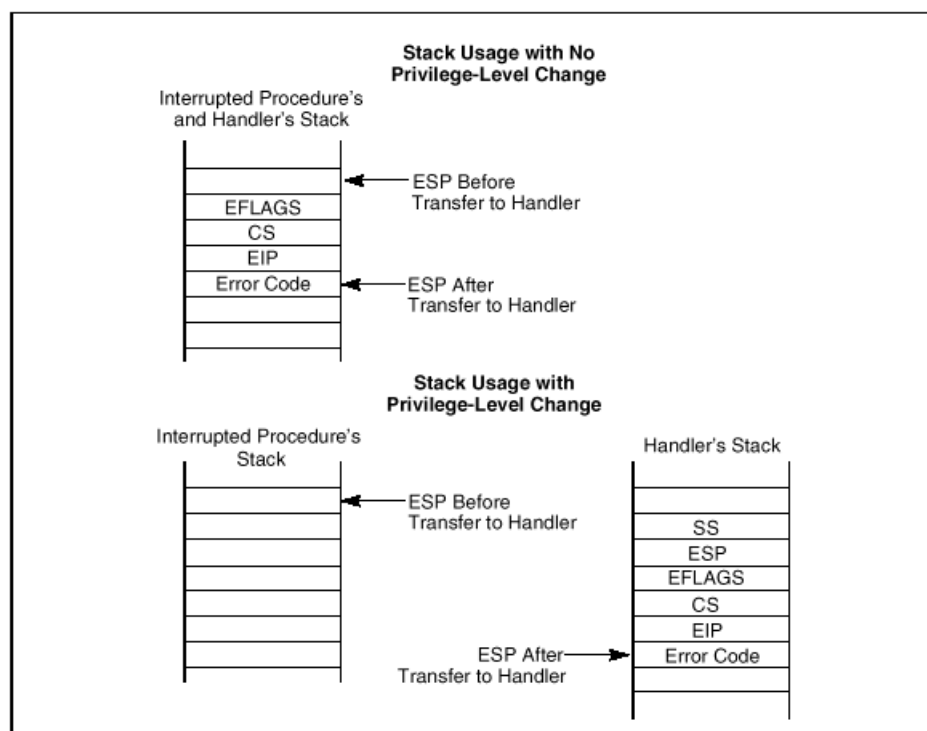 Stack Usage with No
Privilege-Level Change
Interrupted Procedure's
and Handler's Stack
ESP Before
Transfer to Handler
EFLAGS
CS
EIP
Error Code
ESP After
Transfer to Handler
Stack Usage with
Privilege-Level Change
Interrupted Procedure's
Stack
Handler's Stack
ESP Before
Transfer to Handler
SS
ESP
EFLAGS
CS
EIP
ESP After
Transfer to Handler
Error Code